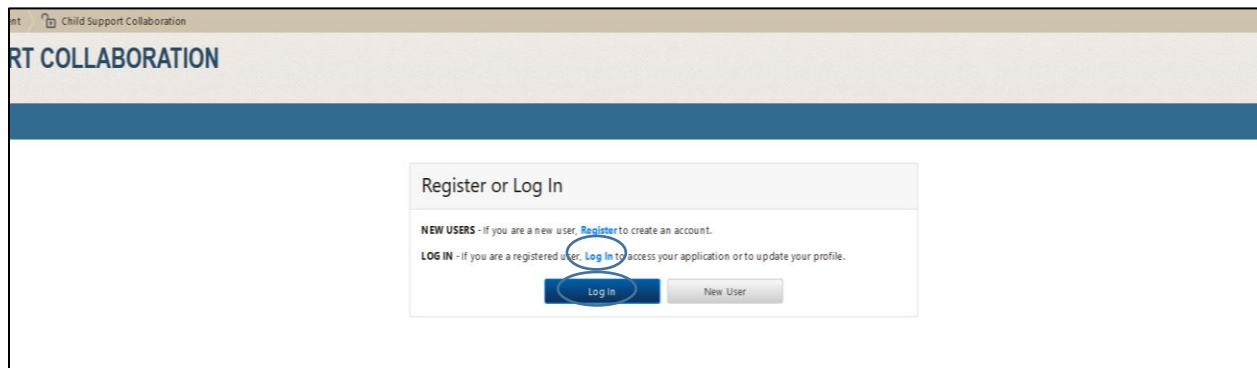 Child Support Collaboration
COLLABORATION
Register or Log In
NEW USERS - If you are a new user, Register to create an account.
LOG IN - If you are a registered user, Log In to access your application or to update your profile.
Log In
New User